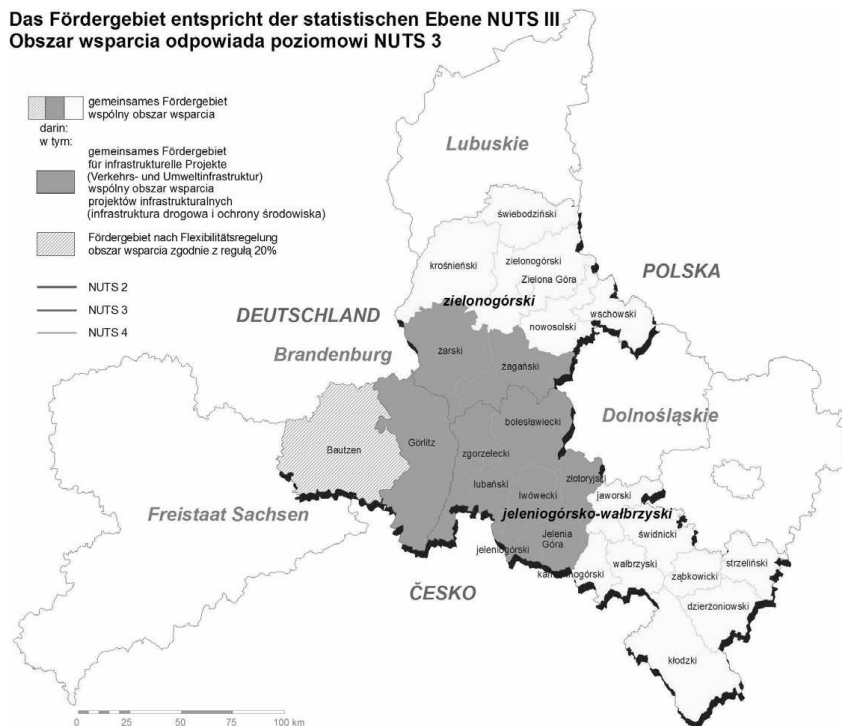 Das Fördergebiet entspricht der statistischen Ebene NUTS III
Obszar wsparcia odpowiada poziomowi NUTS 3
gemeinsames Fördergebiet
wspólny obszar wsparcia
darin:
w tym:
gemeinsames Fördergebiet
für infrastrukturelle Projekte
(Verkehrs- und Umweltinfrastruktur)
wspólny obszar wsparcia
projektów infrastrukturalnych
(infrastruktura drogowa i ochrony środowiska)
Fördergebiet nach Flexibilitätsregelung
obszar wsparcia zgodnie z regułą 20%
NUTS 2
NUTS 3
NUTS 4
Lubuskie
świebodziński
krośnieński
zielonogórski
Zielona Góra
POLSKA
zielonogórski
wschowski
DEUTSCHLAND
nowosolski
Brandenburg
żarski
żagański
Dolnośląskie
bolesławiecki
Görlitz
Bautzen
zgorzelecki
złotoryjski
lubański
lwówecki
jaworski
Freistaat Sachsen
jeleniogórsko-wałbrzyski
Jelenia
Góra
świdnicki
jeleniogórski
wałbrzyski
strzeliński
kamiennogórski
ząbkowicki
ČESKO
dzierżoniowski
kłodzki
0 25 50 75 100 km